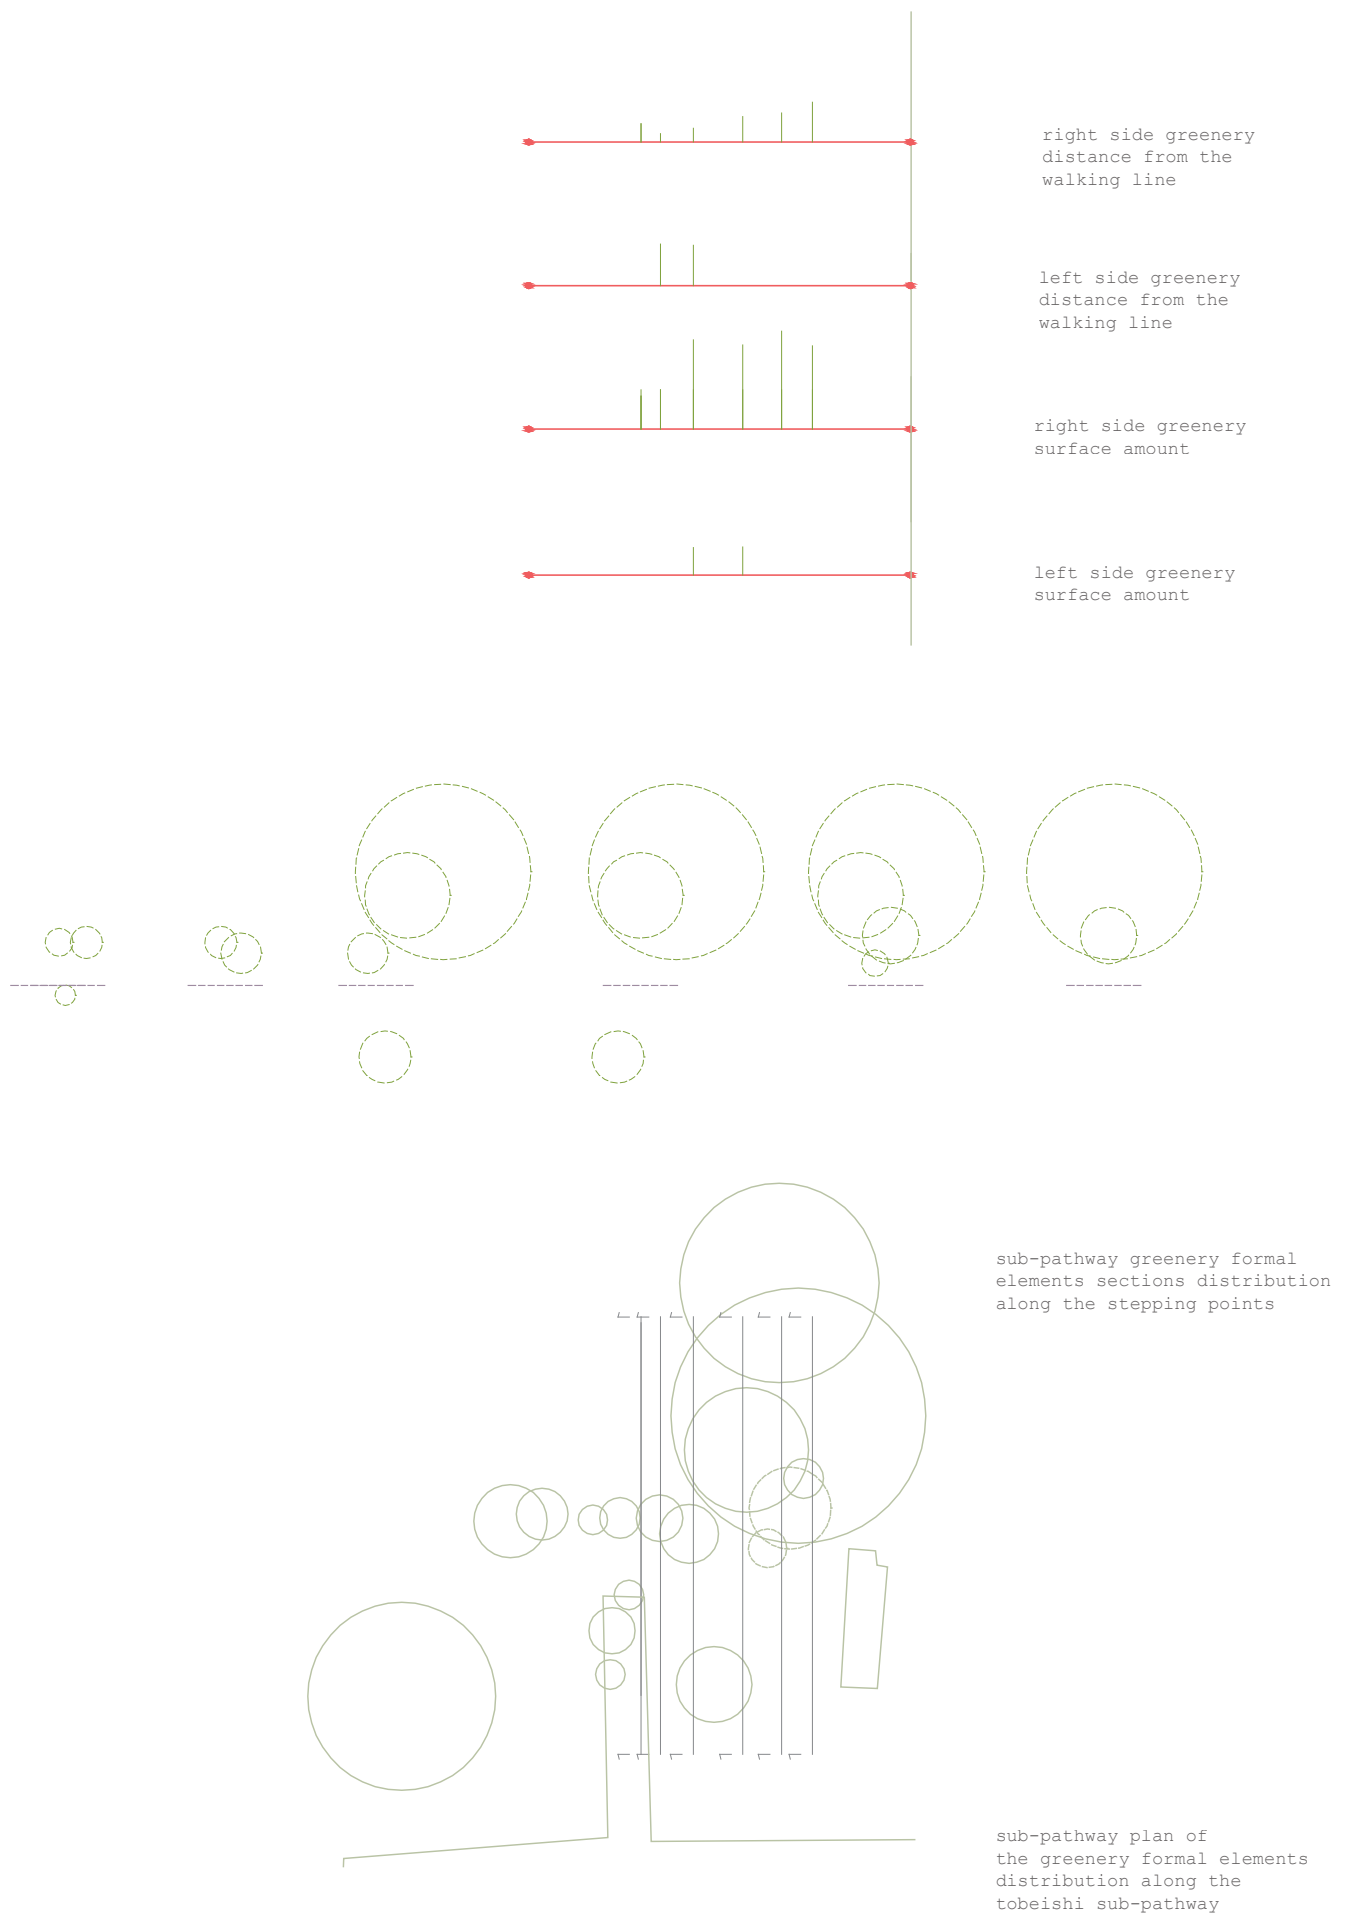 right side greenery
distance from the
walking line
left side greenery
distance from the
walking line
right side greenery
surface amount
left side greenery
surface amount
sub-pathway greenery formal
elements sections distribution
along the stepping points
sub-pathway plan of
the greenery formal elements
distribution along the
tobeishi sub-pathway